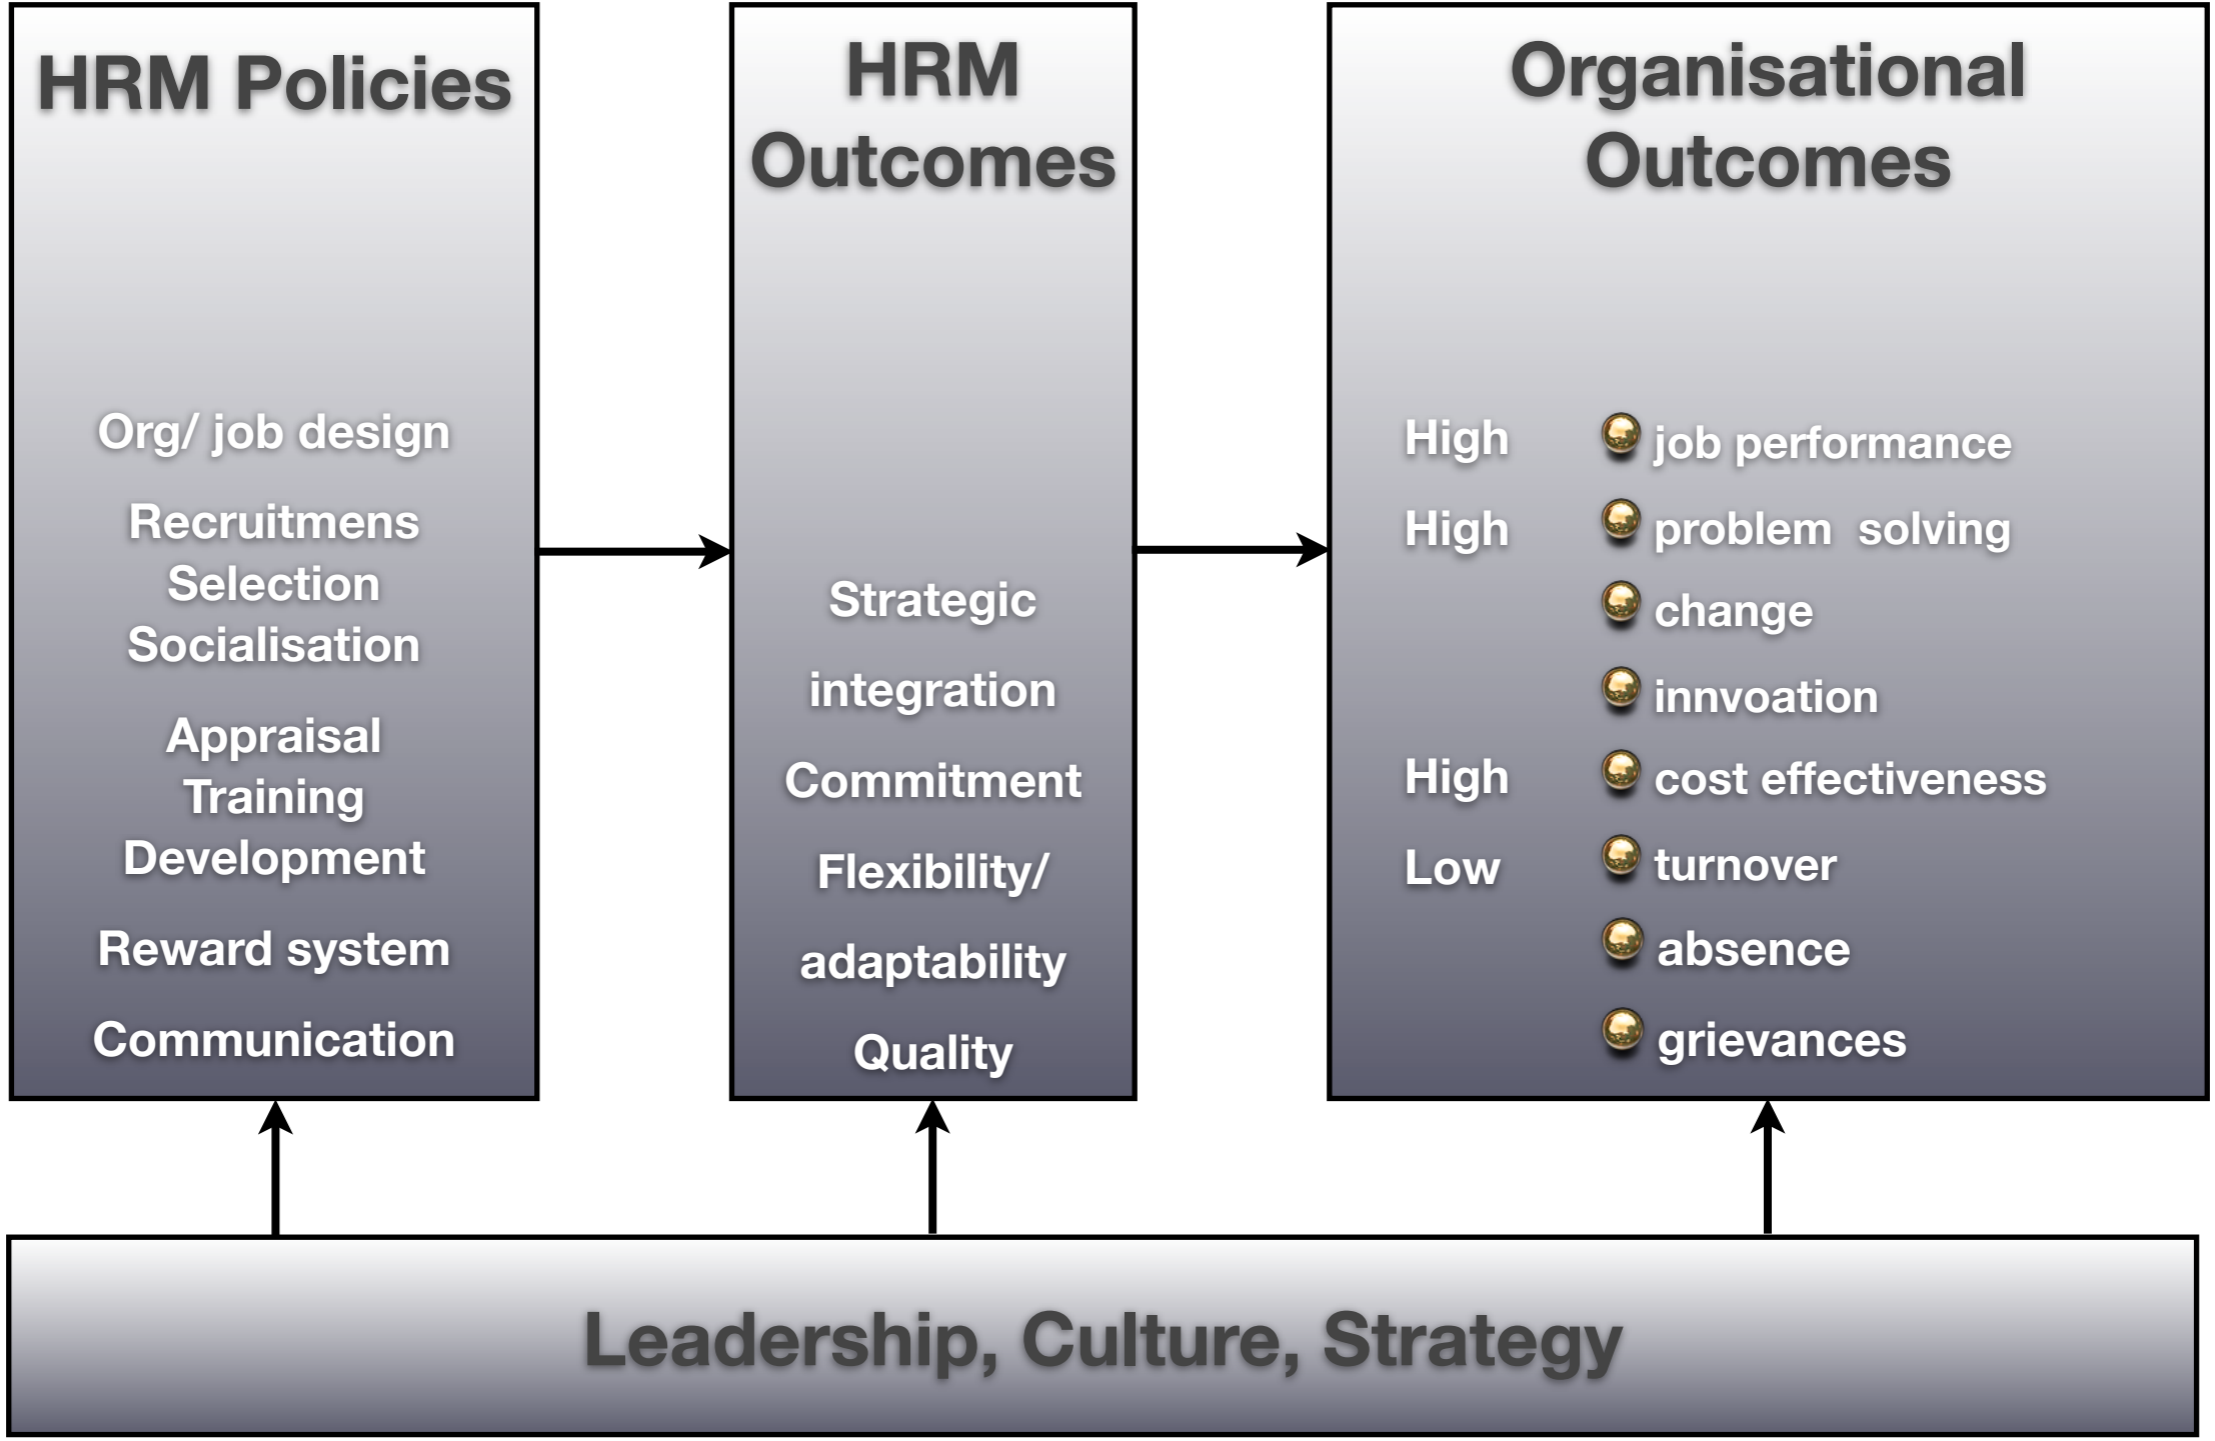 HRM Policies
Org/ job design
Recruitmens
Selection
Socialisation
Appraisal
Training
Development
Reward system
Communication
HRM
Outcomes
Strategic
integration
Commitment
Flexibility/
adaptability
Quality
Organisational
Outcomes
High job performance
High problem solving
change
innvoation
High cost effectiveness
Low turnover
absence
grievances
Leadership, Culture, Strategy